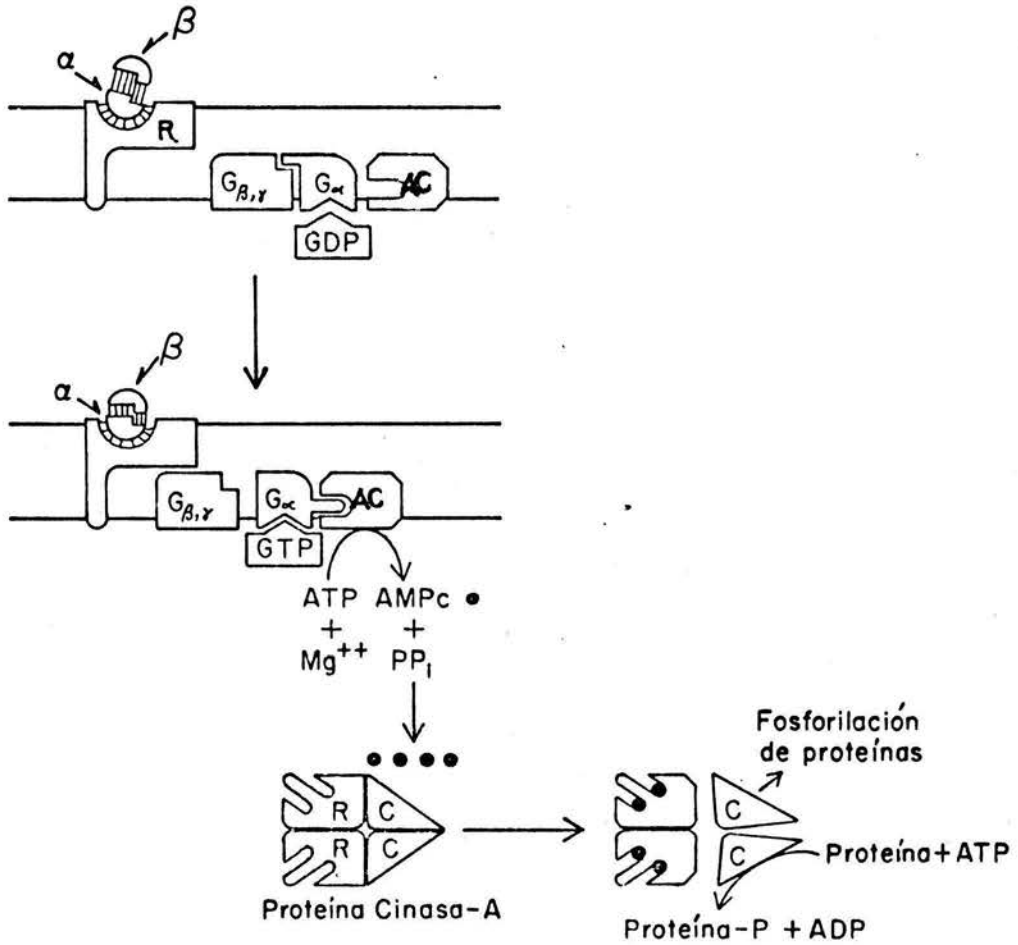 β
α
R
Gβ,γ
Gα
AC
GDP
β
α
Gβ,γ
Gα
AC
GTP
ATP AMPc
+ +
Mg++ PPi
Fosforilación
de proteínas
R C
C
R C
C
Proteína+ATP
Proteína Cinasa-A
Proteína-P + ADP